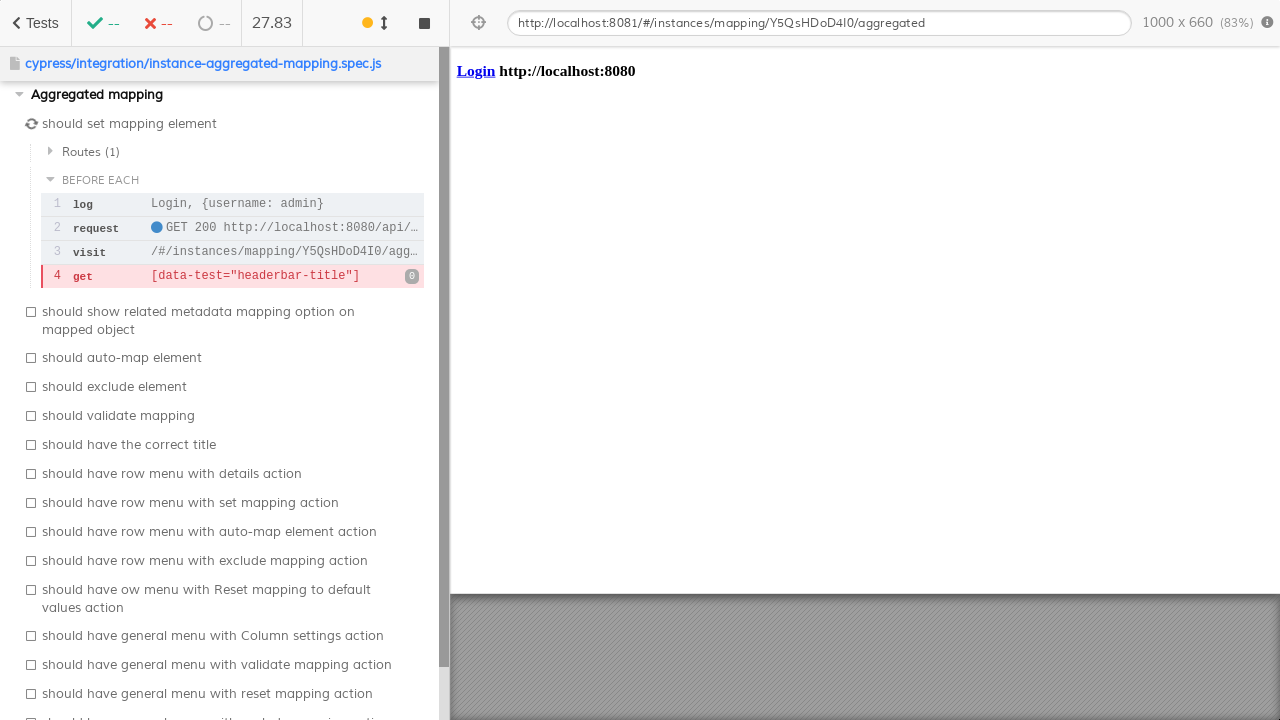 Tests -- -- -- 27.83
http://localhost:8081/#/instances/mapping/Y5QsHDoD4I0/aggregated 1000 x 660 (83%)
cypress/integration/instance-aggregated-mapping.spec.js
Login http://localhost:8080
Aggregated mapping
should set mapping element
Routes (1)
BEFORE EACH
1 log Login, {username: admin}
2 request GET 200 http://localhost:8080/api/…
3 visit /#/instances/mapping/Y5QsHDoD4I0/agg…
4 get [data-test="headerbar-title"] 0
should show related metadata mapping option on
mapped object
should auto-map element
should exclude element
should validate mapping
should have the correct title
should have row menu with details action
should have row menu with set mapping action
should have row menu with auto-map element action
should have row menu with exclude mapping action
should have ow menu with Reset mapping to default
values action
should have general menu with Column settings action
should have general menu with validate mapping action
should have general menu with reset mapping action